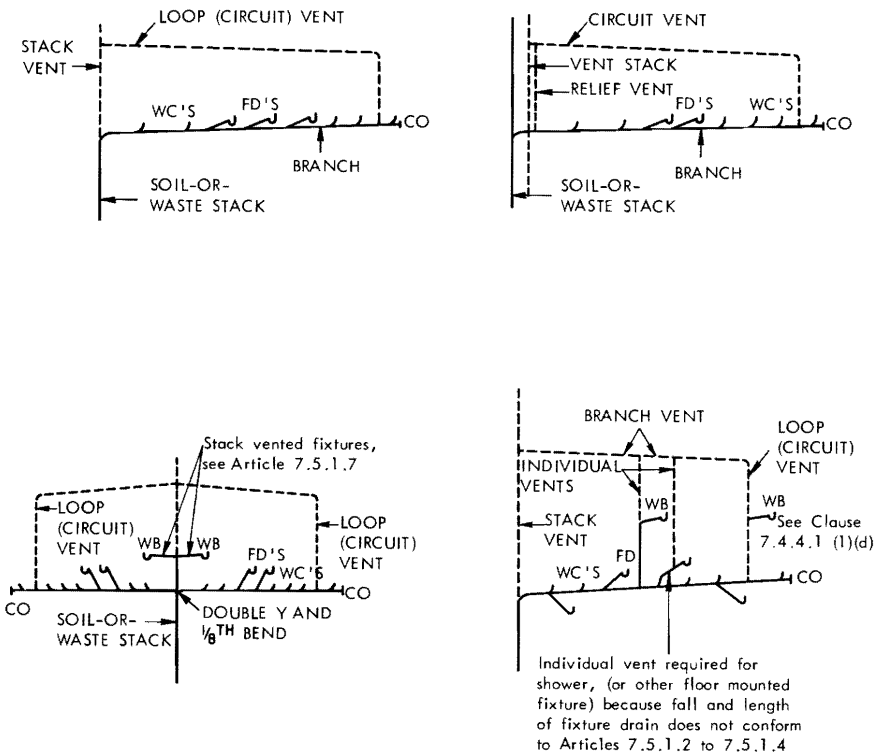 LOOP (CIRCUIT) VENT
STACK
VENT
WC'S
FD'S
CO
BRANCH
SOIL-OR-
WASTE STACK
CIRCUIT VENT
VENT STACK
RELIEF VENT
FD'S
WC'S
CO
BRANCH
SOIL-OR-
WASTE STACK
Stack vented fixtures,
see Article 7.5.1.7
LOOP
(CIRCUIT)
VENT
WB
WB
FD'S
WC'S
LOOP
(CIRCUIT)
VENT
CO
CO
SOIL-OR-
WASTE STACK
DOUBLE Y AND
1/8TH BEND
BRANCH VENT
LOOP
(CIRCUIT)
VENT
INDIVIDUAL
VENTS
WB
WB
STACK
VENT
See Clause
7.4.4.1 (1)(d)
FD
WC'S
CO
Individual vent required for
shower, (or other floor mounted
fixture) because fall and length
of fixture drain does not conform
to Articles 7.5.1.2 to 7.5.1.4